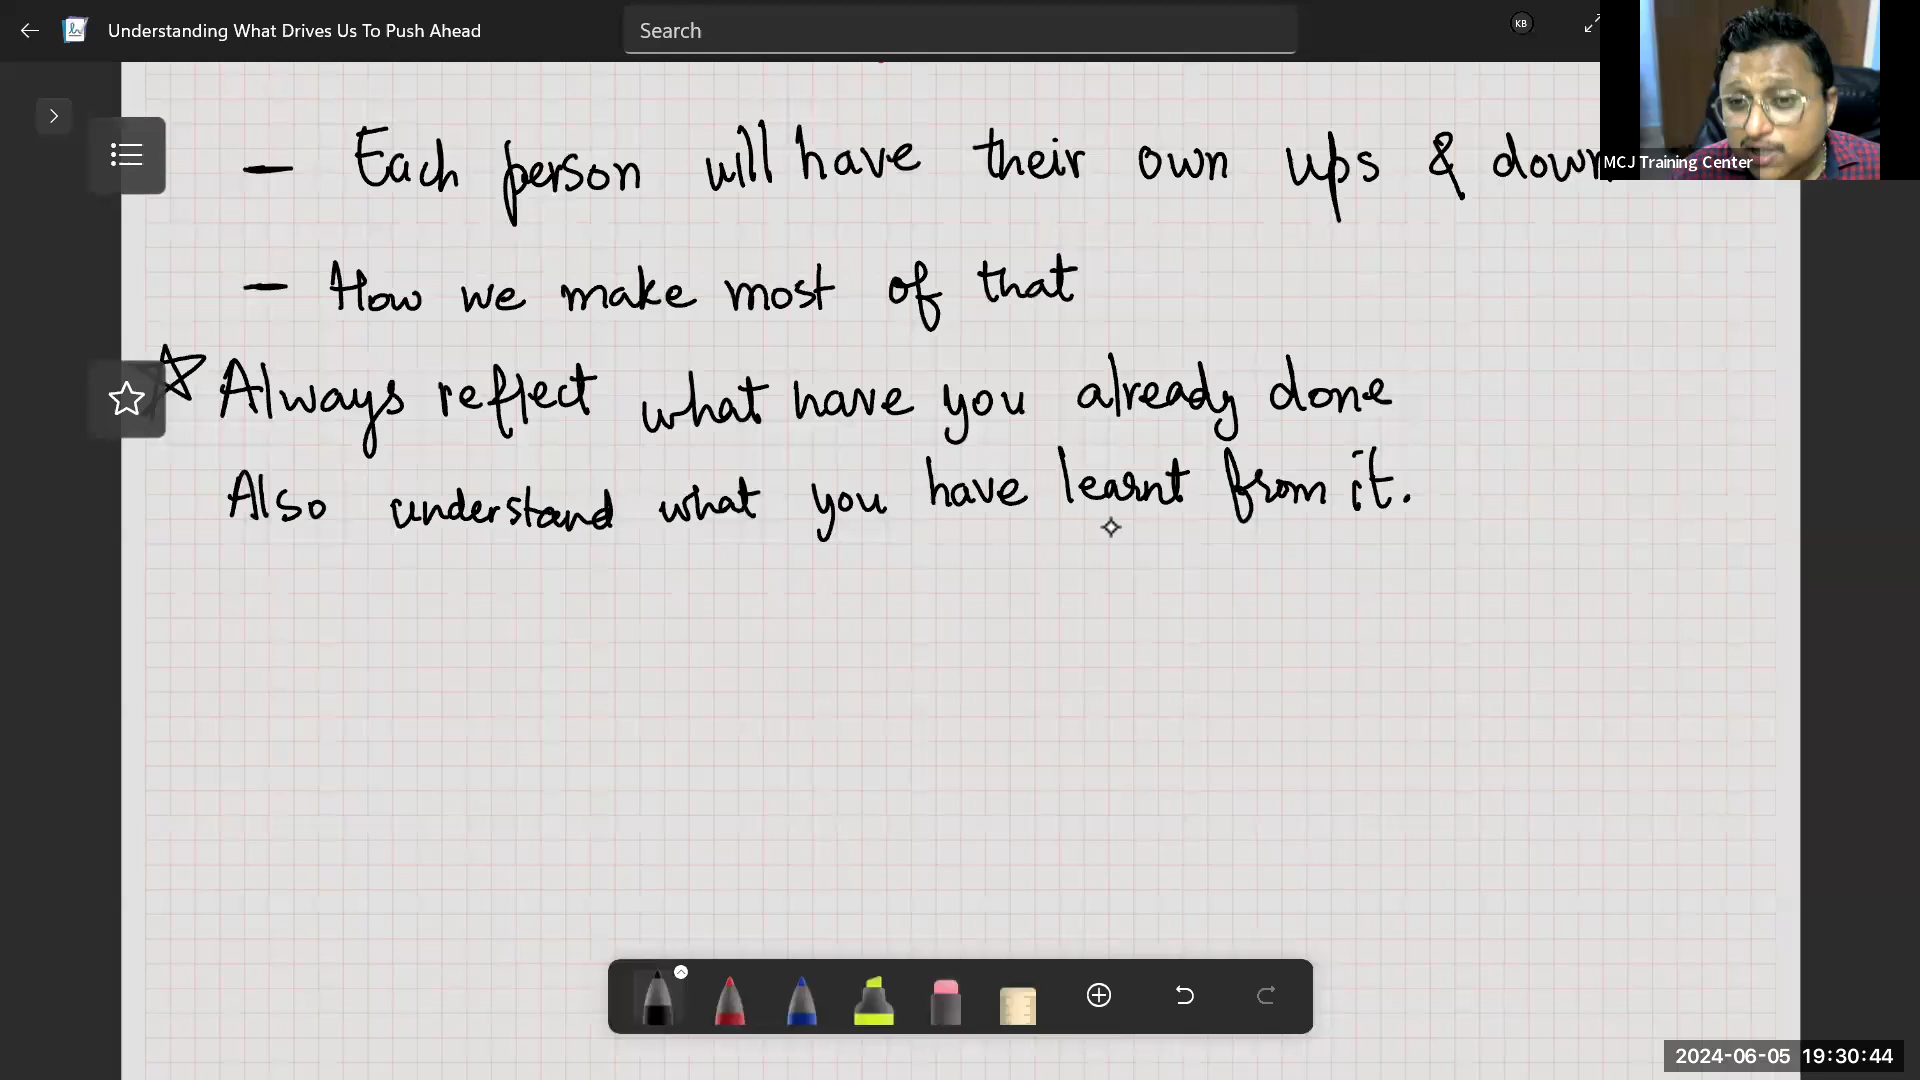 Understanding What Drives Us To Push Ahead
Search
KB
MCJ Training Center
– Each person will have their own ups & down
– How we make most of that
☆ Always reflect what have you already done
Also understand what you have learnt from it.
2024-06-05 19:30:44